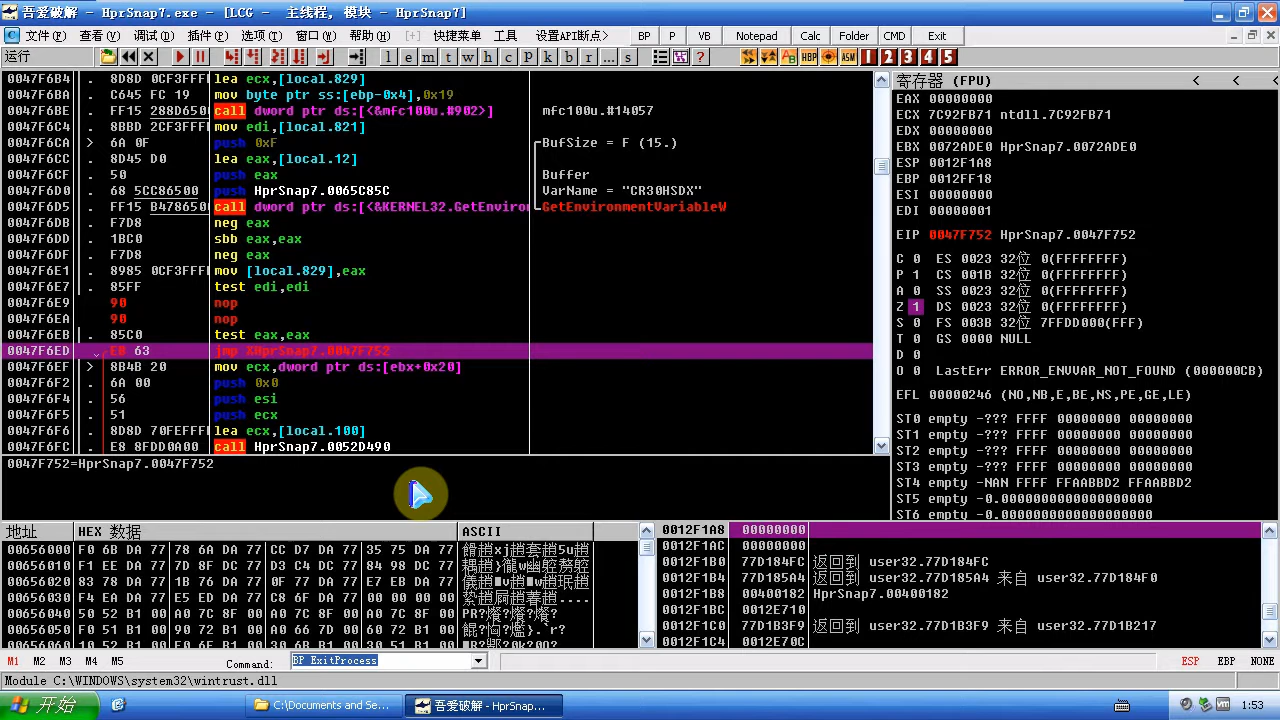 吾爱破解 - HprSnap7.exe - [LCG - 主线程, 模块 - HprSnap7]
文件(F) 查看(V) 调试(D) 插件(P) 选项(T) 窗口(W) 帮助(H) [+] 快捷菜单 工具 设置API断点> BP P VB Notepad Calc Folder CMD Exit
运行 l e m t w h c p k b r ... s ? HBP ASM 1 2 3 4 5
0047F6B4 . 8D8D 0CF3FFFF lea ecx,[local.829]
0047F6BA . C645 FC 19 mov byte ptr ss:[ebp-0x4],0x19
0047F6BE . FF15 288D6500 call dword ptr ds:[<&mfc100u.#902>] mfc100u.#14057
0047F6C4 . 8BBD 2CF3FFFF mov edi,[local.821]
0047F6CA > 6A 0F push 0xF BufSize = F (15.)
0047F6CC . 8D45 D0 lea eax,[local.12]
0047F6CF . 50 push eax Buffer
0047F6D0 . 68 5CC86500 push HprSnap7.0065C85C VarName = "CR30HSDX"
0047F6D5 . FF15 B4786500 call dword ptr ds:[<&KERNEL32.GetEnviron GetEnvironmentVariableW
0047F6DB . F7D8 neg eax
0047F6DD . 1BC0 sbb eax,eax
0047F6DF . F7D8 neg eax
0047F6E1 . 8985 0CF3FFFF mov [local.829],eax
0047F6E7 . 85FF test edi,edi
0047F6E9 90 nop
0047F6EA 90 nop
0047F6EB . 85C0 test eax,eax
0047F6ED EB 63 jmp XHprSnap7.0047F752
0047F6EF > 8B4B 20 mov ecx,dword ptr ds:[ebx+0x20]
0047F6F2 . 6A 00 push 0x0
0047F6F4 . 56 push esi
0047F6F5 . 51 push ecx
0047F6F6 . 8D8D 70FEFFFF lea ecx,[local.100]
0047F6FC . E8 8FDD0A00 call HprSnap7.0052D490
0047F752=HprSnap7.0047F752
寄存器 (FPU) < < <
EAX 00000000
ECX 7C92FB71 ntdll.7C92FB71
EDX 00000000
EBX 0072ADE0 HprSnap7.0072ADE0
ESP 0012F1A8
EBP 0012FF18
ESI 00000000
EDI 00000001
EIP 0047F752 HprSnap7.0047F752
C 0 ES 0023 32位 0(FFFFFFFF)
P 1 CS 001B 32位 0(FFFFFFFF)
A 0 SS 0023 32位 0(FFFFFFFF)
Z 1 DS 0023 32位 0(FFFFFFFF)
S 0 FS 003B 32位 7FFDD000(FFF)
T 0 GS 0000 NULL
D 0
O 0 LastErr ERROR_ENVVAR_NOT_FOUND (000000CB)
EFL 00000246 (NO,NB,E,BE,NS,PE,GE,LE)
ST0 empty -??? FFFF 00000000 00000000
ST1 empty -??? FFFF 00000000 00000000
ST2 empty -??? FFFF 00000000 00000000
ST3 empty -??? FFFF 00000000 00000000
ST4 empty -NAN FFFF FFAABBD2 FFAABBD2
ST5 empty -0.0000000000000000000
ST6 empty -0.0000000000000000000
地址 HEX 数据 ASCII
00656000 F0 6B DA 77 78 6A DA 77 CC D7 DA 77 35 75 DA 77
00656010 F1 EE DA 77 7D 8F DC 77 D3 C4 DC 77 84 98 DC 77
00656020 83 78 DA 77 1B 76 DA 77 0F 77 DA 77 E7 EB DA 77
00656030 F4 EA DA 77 E5 ED DA 77 C8 6F DA 77 00 00 00 00
00656040 50 52 B1 00 A0 7C 8F 00 A0 7C 8F 00 A0 7C 8F 00
00656050 F0 51 B1 00 90 72 B1 00 A0 66 7D 00 60 72 B1 00
0012F1A8 00000000
0012F1AC 00000000
0012F1B0 77D184FC 返回到 user32.77D184FC
0012F1B4 77D185A4 返回到 user32.77D185A4 来自 user32.77D184F0
0012F1B8 00400182 HprSnap7.00400182
0012F1BC 0012E710
0012F1C0 77D1B3F9 返回到 user32.77D1B3F9 来自 user32.77D1B217
0012F1C4 0012E70C
M1 M2 M3 M4 M5 Command: BP ExitProcess ESP EBP NONE
Module C:\WINDOWS\system32\wintrust.dll
开始 C:\Documents and Se... 吾爱破解 - HprSnap... 1:53